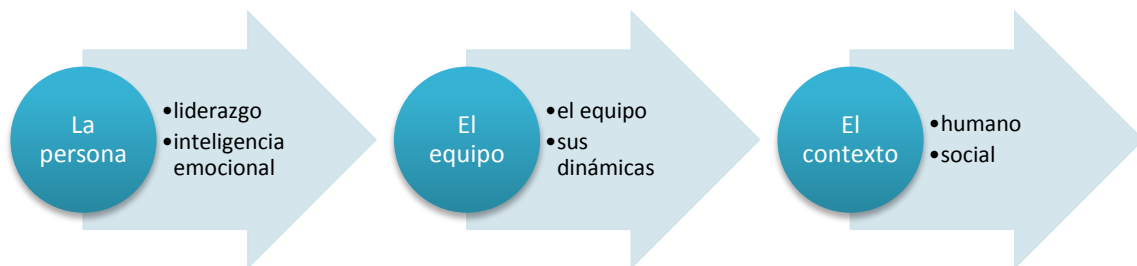 La
persona
•liderazgo
•inteligencia
emocional
El
equipo
•el equipo
•sus
dinámicas
El
contexto
•humano
•social